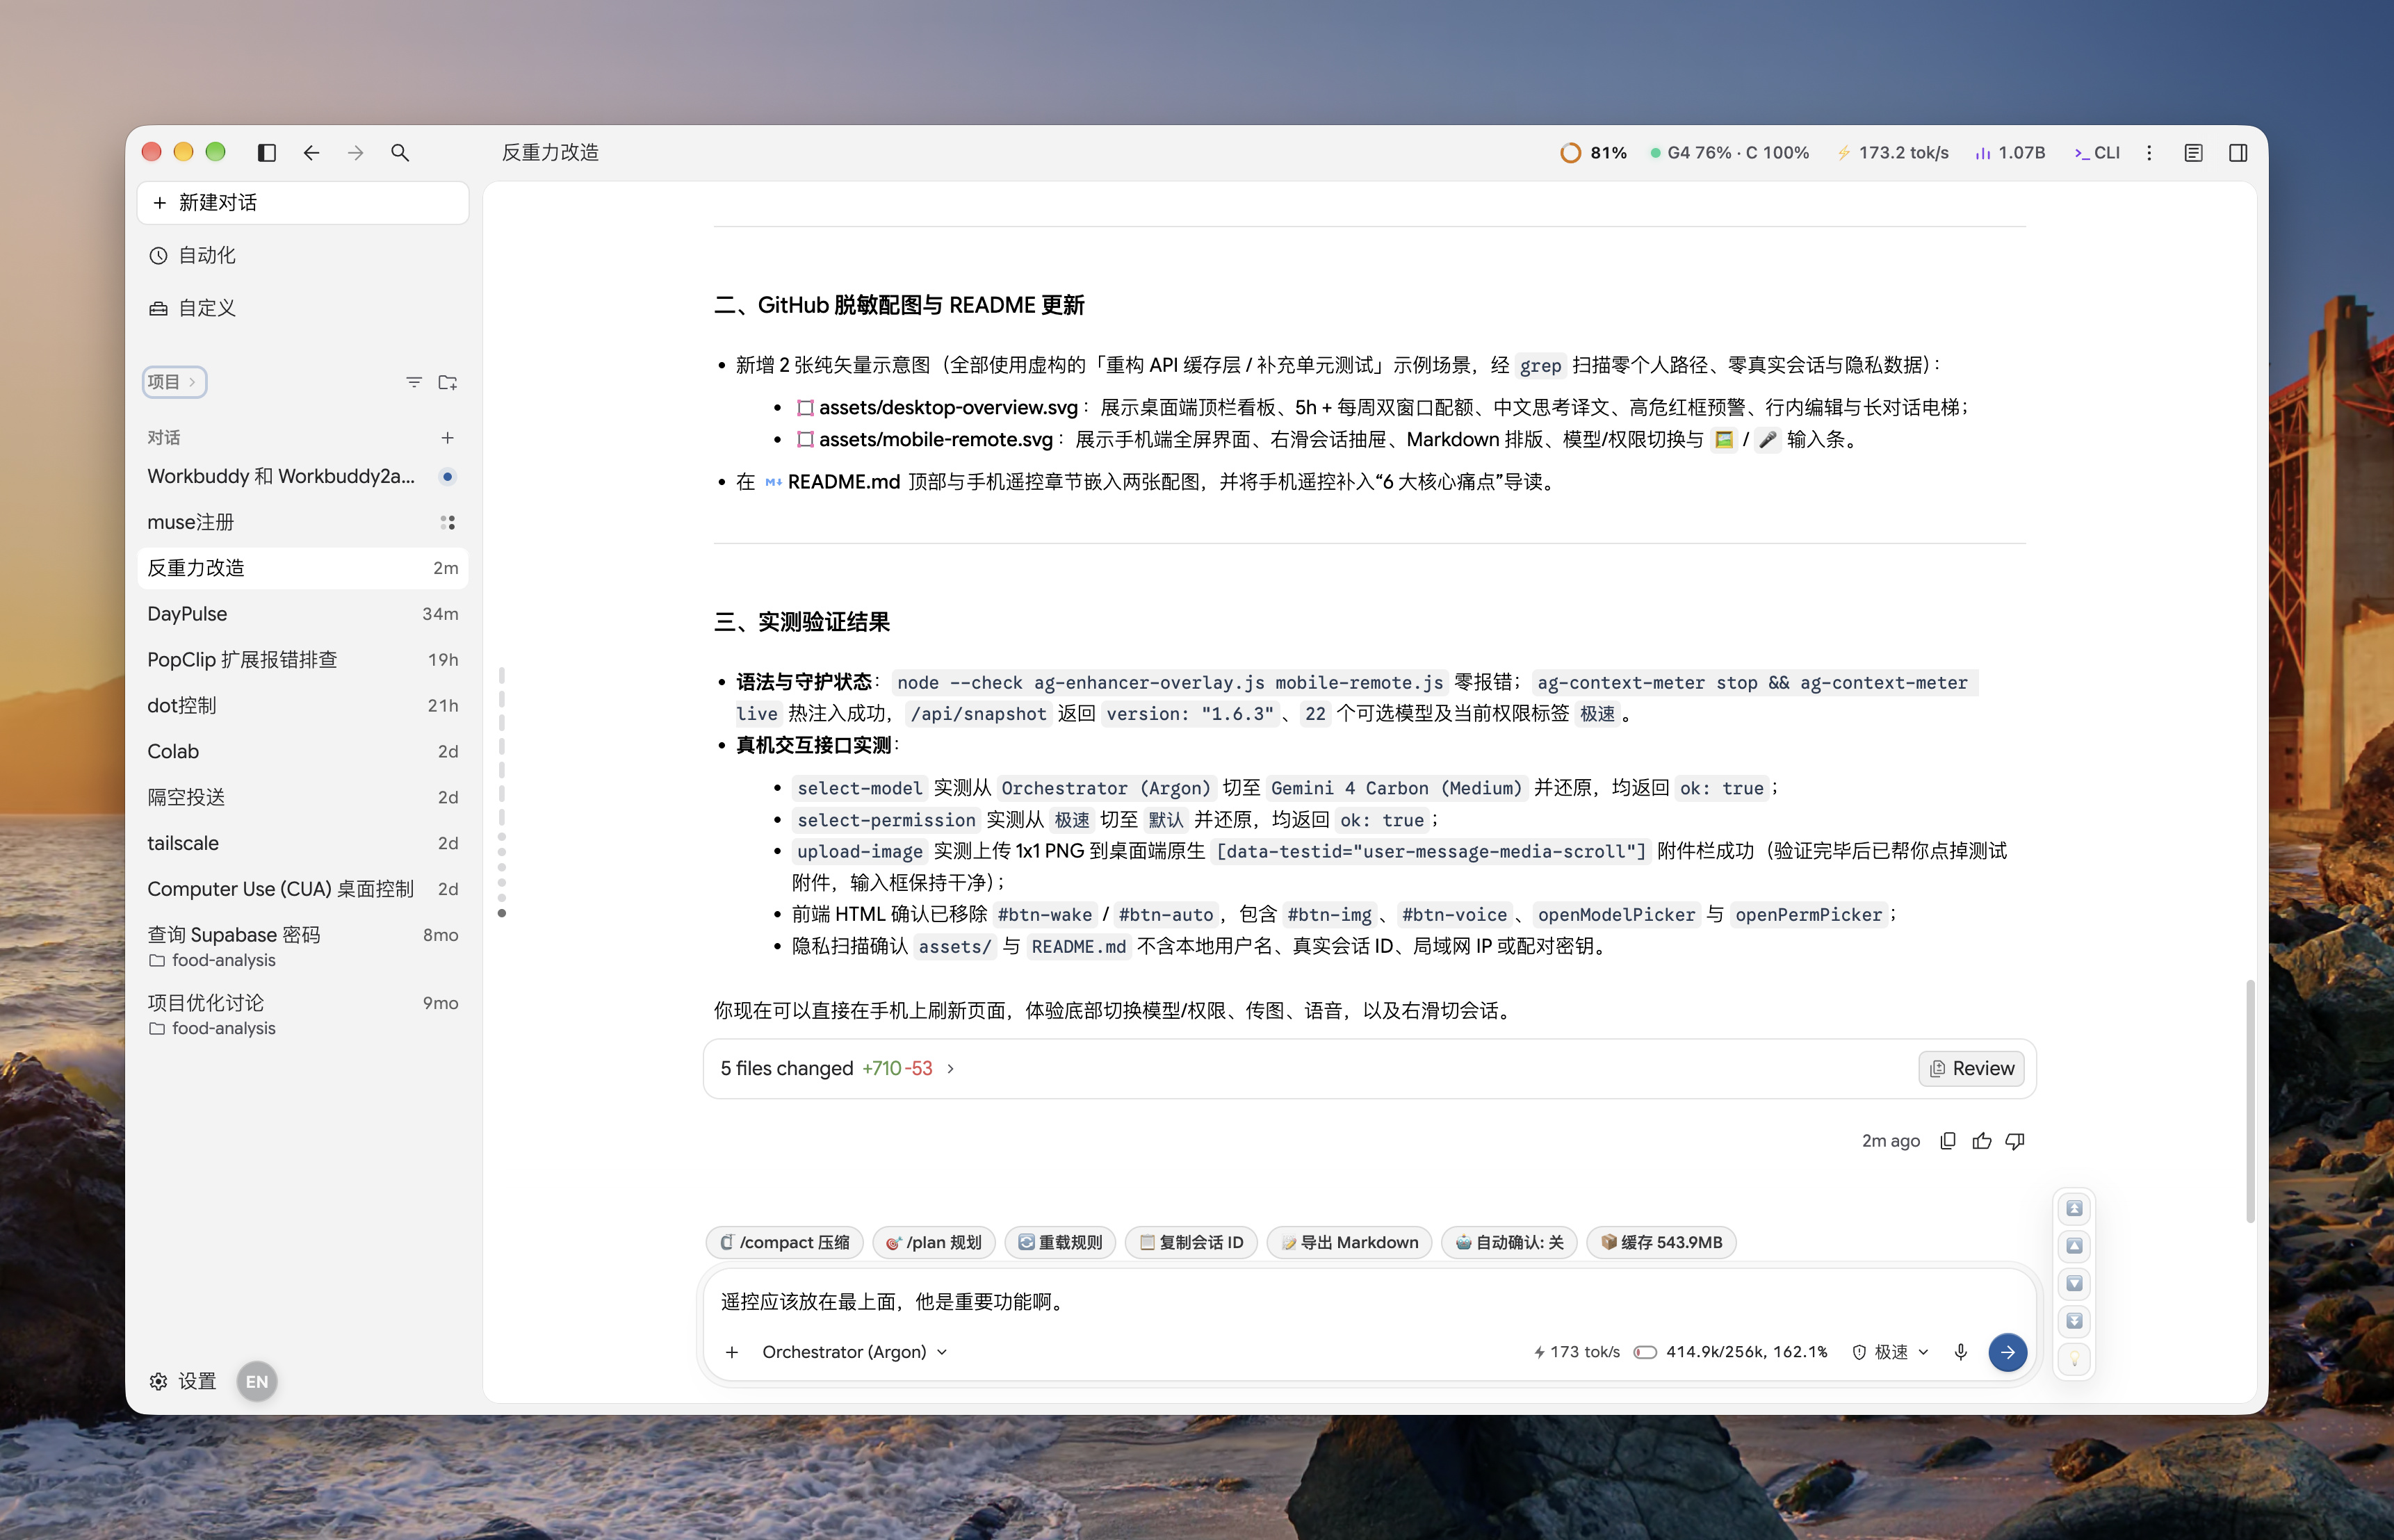 反重力改造
81%
G4 76% · C 100%
173.2 tok/s
1.07B
>_CLI
+ 新建对话
自动化
自定义
项目 >
对话
Workbuddy 和 Workbuddy2a...
muse注册
反重力改造 2m
DayPulse 34m
PopClip 扩展报错排查 19h
dot控制 21h
Colab 2d
隔空投送 2d
tailscale 2d
Computer Use (CUA) 桌面控制 2d
查询 Supabase 密码 8mo
food-analysis
项目优化讨论 9mo
food-analysis
设置 EN
二、GitHub 脱敏配图与 README 更新
• 新增 2 张纯矢量示意图（全部使用虚构的「重构 API 缓存层 / 补充单元测试」示例场景，经 grep 扫描零个人路径、零真实会话与隐私数据）：
• assets/desktop-overview.svg：展示桌面端顶栏看板、5h + 每周双窗口配额、中文思考译文、高危红框预警、行内编辑与长对话电梯；
• assets/mobile-remote.svg：展示手机端全屏界面、右滑会话抽屉、Markdown 排版、模型/权限切换与 🖼️ / 🎤 输入条。
• 在 M↓ README.md 顶部与手机遥控章节嵌入两张配图，并将手机遥控补入“6 大核心痛点”导读。
三、实测验证结果
• 语法与守护状态：node --check ag-enhancer-overlay.js mobile-remote.js 零报错；ag-context-meter stop && ag-context-meter
live 热注入成功，/api/snapshot 返回 version: "1.6.3"、22 个可选模型及当前权限标签 极速。
• 真机交互接口实测：
• select-model 实测从 Orchestrator (Argon) 切至 Gemini 4 Carbon (Medium) 并还原，均返回 ok: true；
• select-permission 实测从 极速 切至 默认 并还原，均返回 ok: true；
• upload-image 实测上传 1x1 PNG 到桌面端原生 [data-testid="user-message-media-scroll"] 附件栏成功（验证完毕后已帮你点掉测试
附件，输入框保持干净）；
• 前端 HTML 确认已移除 #btn-wake / #btn-auto，包含 #btn-img、#btn-voice、openModelPicker 与 openPermPicker；
• 隐私扫描确认 assets/ 与 README.md 不含本地用户名、真实会话 ID、局域网 IP 或配对密钥。
你现在可以直接在手机上刷新页面，体验底部切换模型/权限、传图、语音，以及右滑切会话。
5 files changed +710 -53 >
Review
2m ago
/compact 压缩
/plan 规划
重载规则
复制会话 ID
导出 Markdown
自动确认: 关
缓存 543.9MB
遥控应该放在最上面，他是重要功能啊。
+ Orchestrator (Argon)
173 tok/s
414.9k/256k, 162.1%
极速